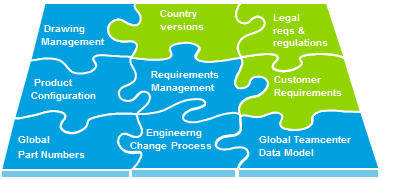 Drawing
Management
Country
versions
Legal
reqs &
regulations
Product
Configuration
Requirements
Management
Customer
Requirements
Global
Part Numbers
Engineerng
Change Process
Global Teamcenter
Data Model